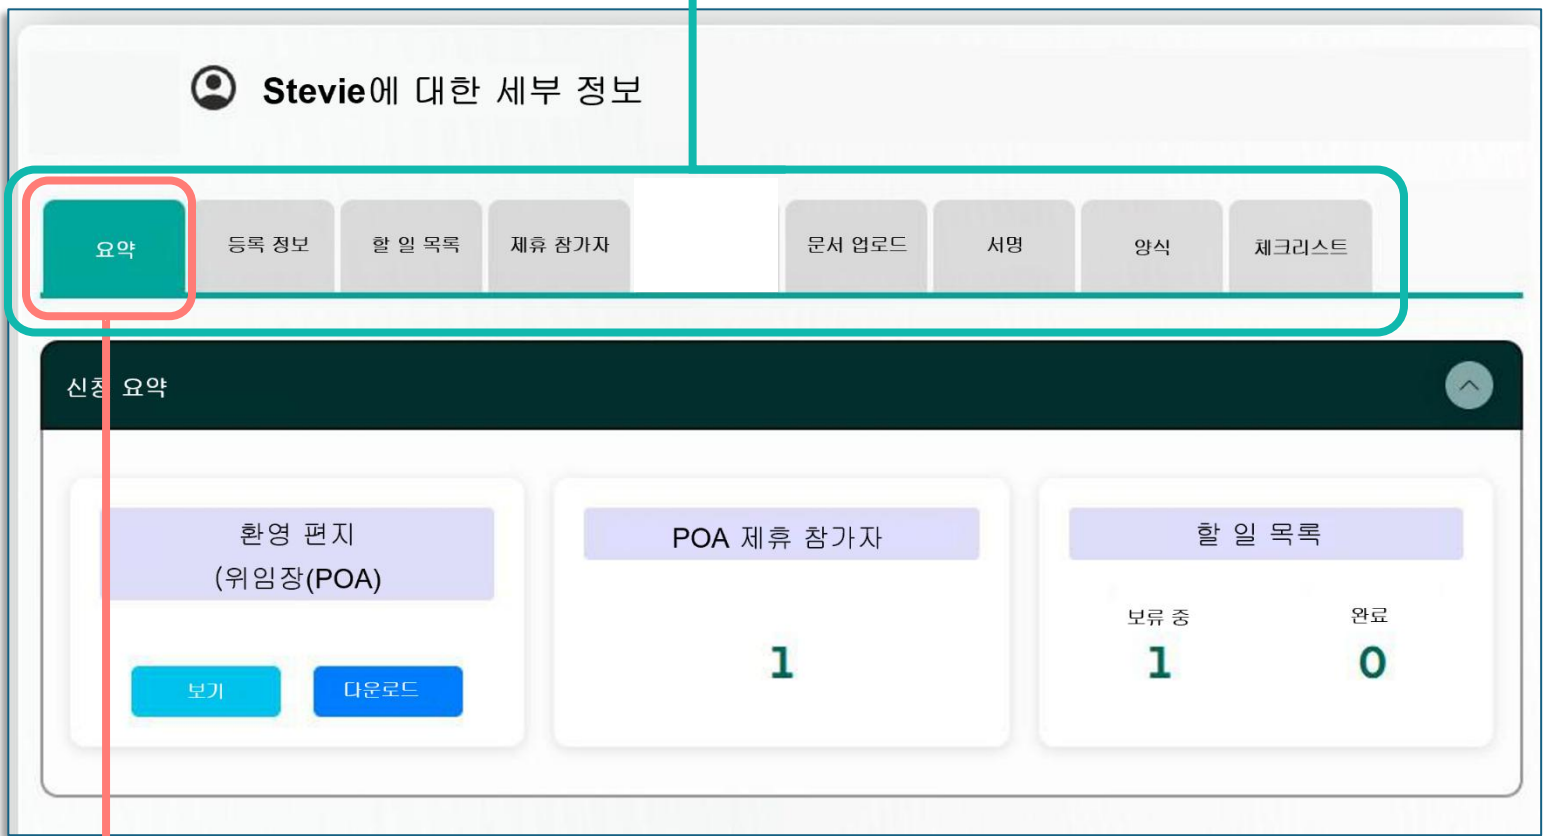 Stevie에 대한 세부 정보
요약
등록 정보
할 일 목록
제휴 참가자
문서 업로드
서명
양식
체크리스트
신청 요약
환영 편지
(위임장(POA)
보기
다운로드
POA 제휴 참가자
1
할 일 목록
보류 중
완료
1
0